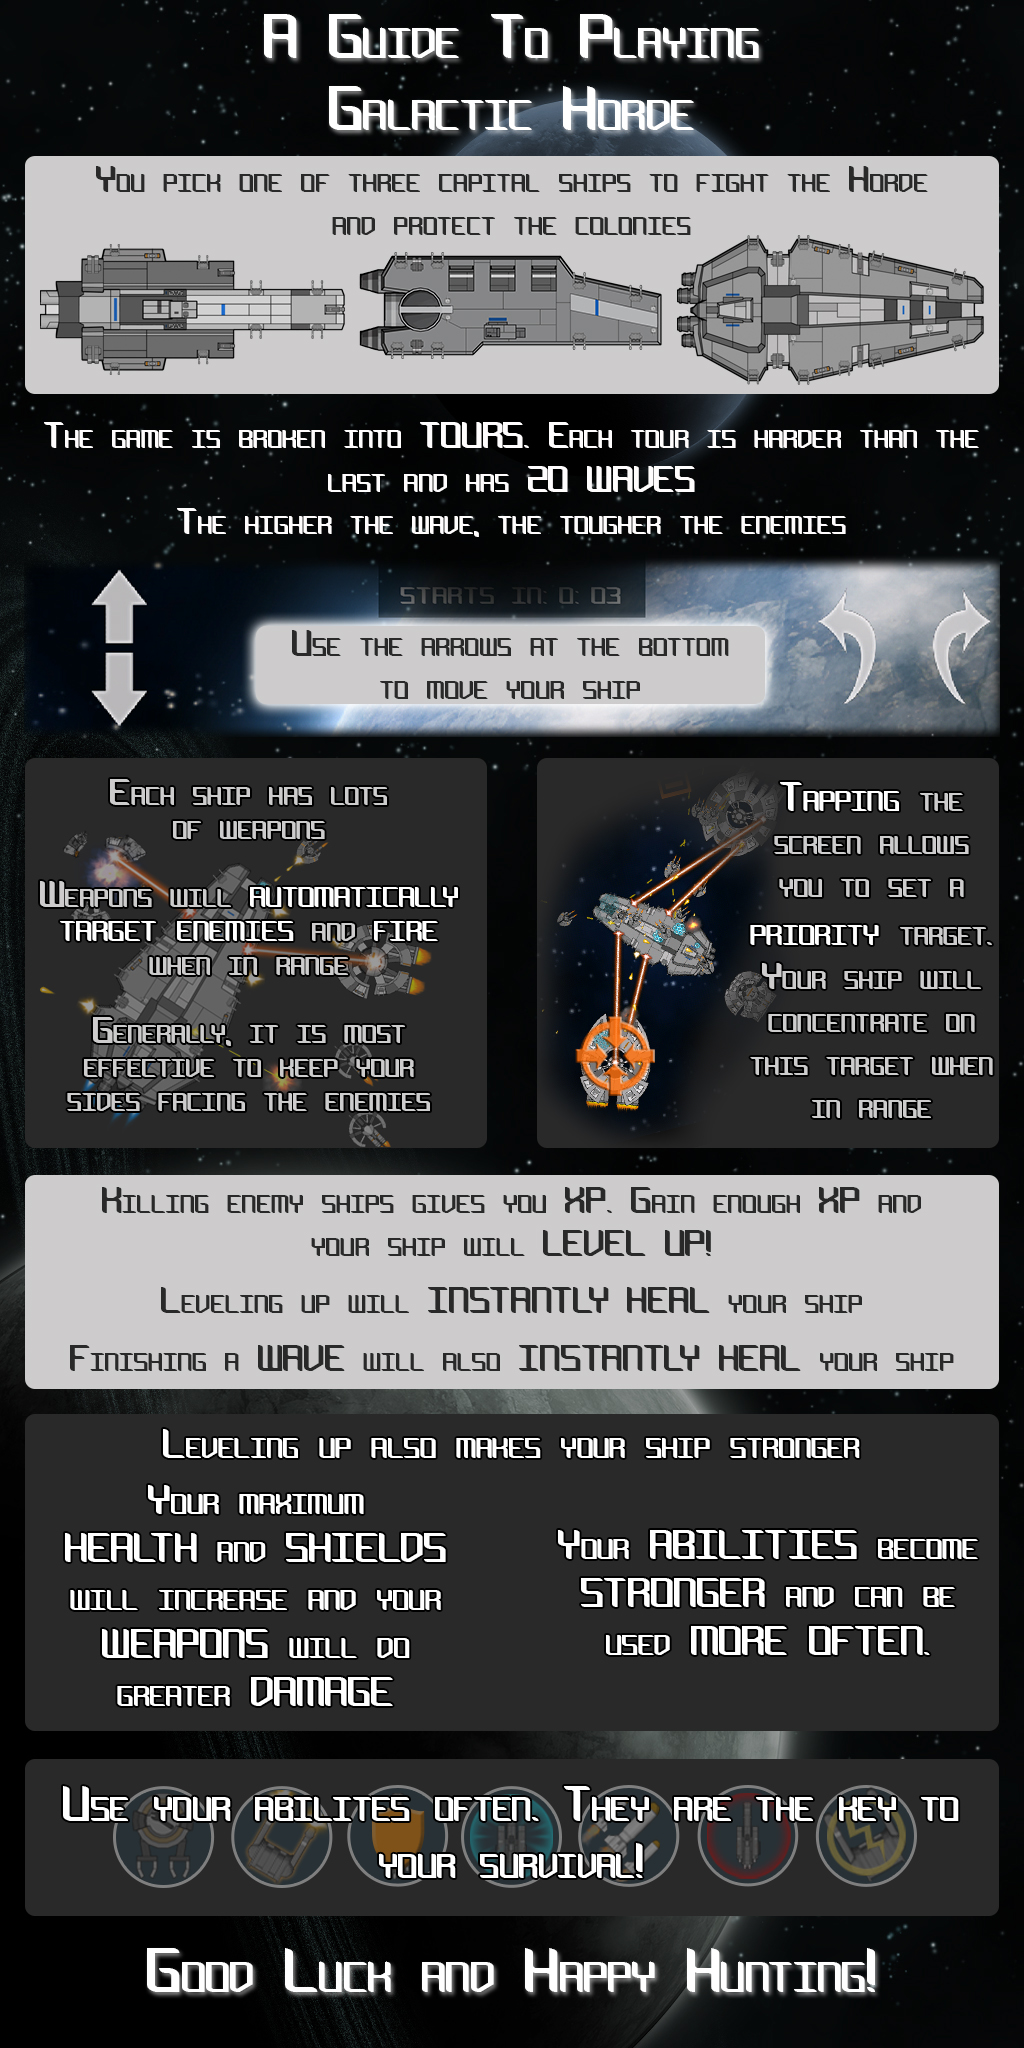 A Guide To Playing
Galactic Horde
You pick one of three capital ships to fight the Horde
and protect the colonies
The game is broken into TOURS. Each tour is harder than the
last and has 20 WAVES
The higher the wave, the tougher the enemies
STARTS IN: 0: 03
Use the arrows at the bottom
to move your ship
Each ship has lots
of weapons
Weapons will AUTOMATICALLY
TARGET ENEMIES and FIRE
when in range
Generally, it is most
effective to keep your
sides facing the enemies
Tapping the
screen allows
you to set a
PRIORITY target.
Your ship will
concentrate on
this target when
in range
Killing enemy ships gives you XP. Gain enough XP and
your ship will LEVEL UP!
Leveling up will INSTANTLY HEAL your ship
Finishing a WAVE will also INSTANTLY HEAL your ship
Leveling up also makes your ship stronger
Your maximum
HEALTH and SHIELDS
will increase and your
WEAPONS will do
greater DAMAGE
Your ABILITIES become
STRONGER and can be
used MORE OFTEN.
Use your abilites often. They are the key to
your survival!
Good Luck and Happy Hunting!